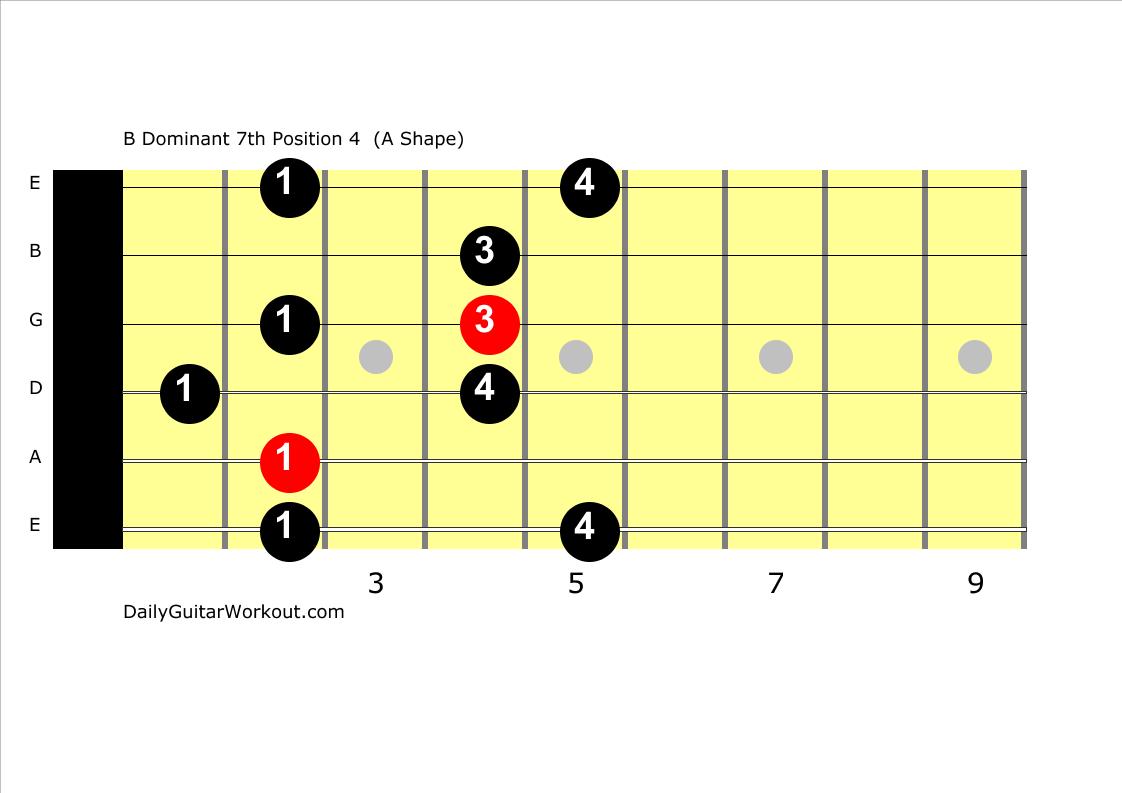 B Dominant 7th Position 4  (A Shape)
E 1 4
B 3
G 1 3
D 1 4
A 1
E 1 4
3 5 7 9
DailyGuitarWorkout.com